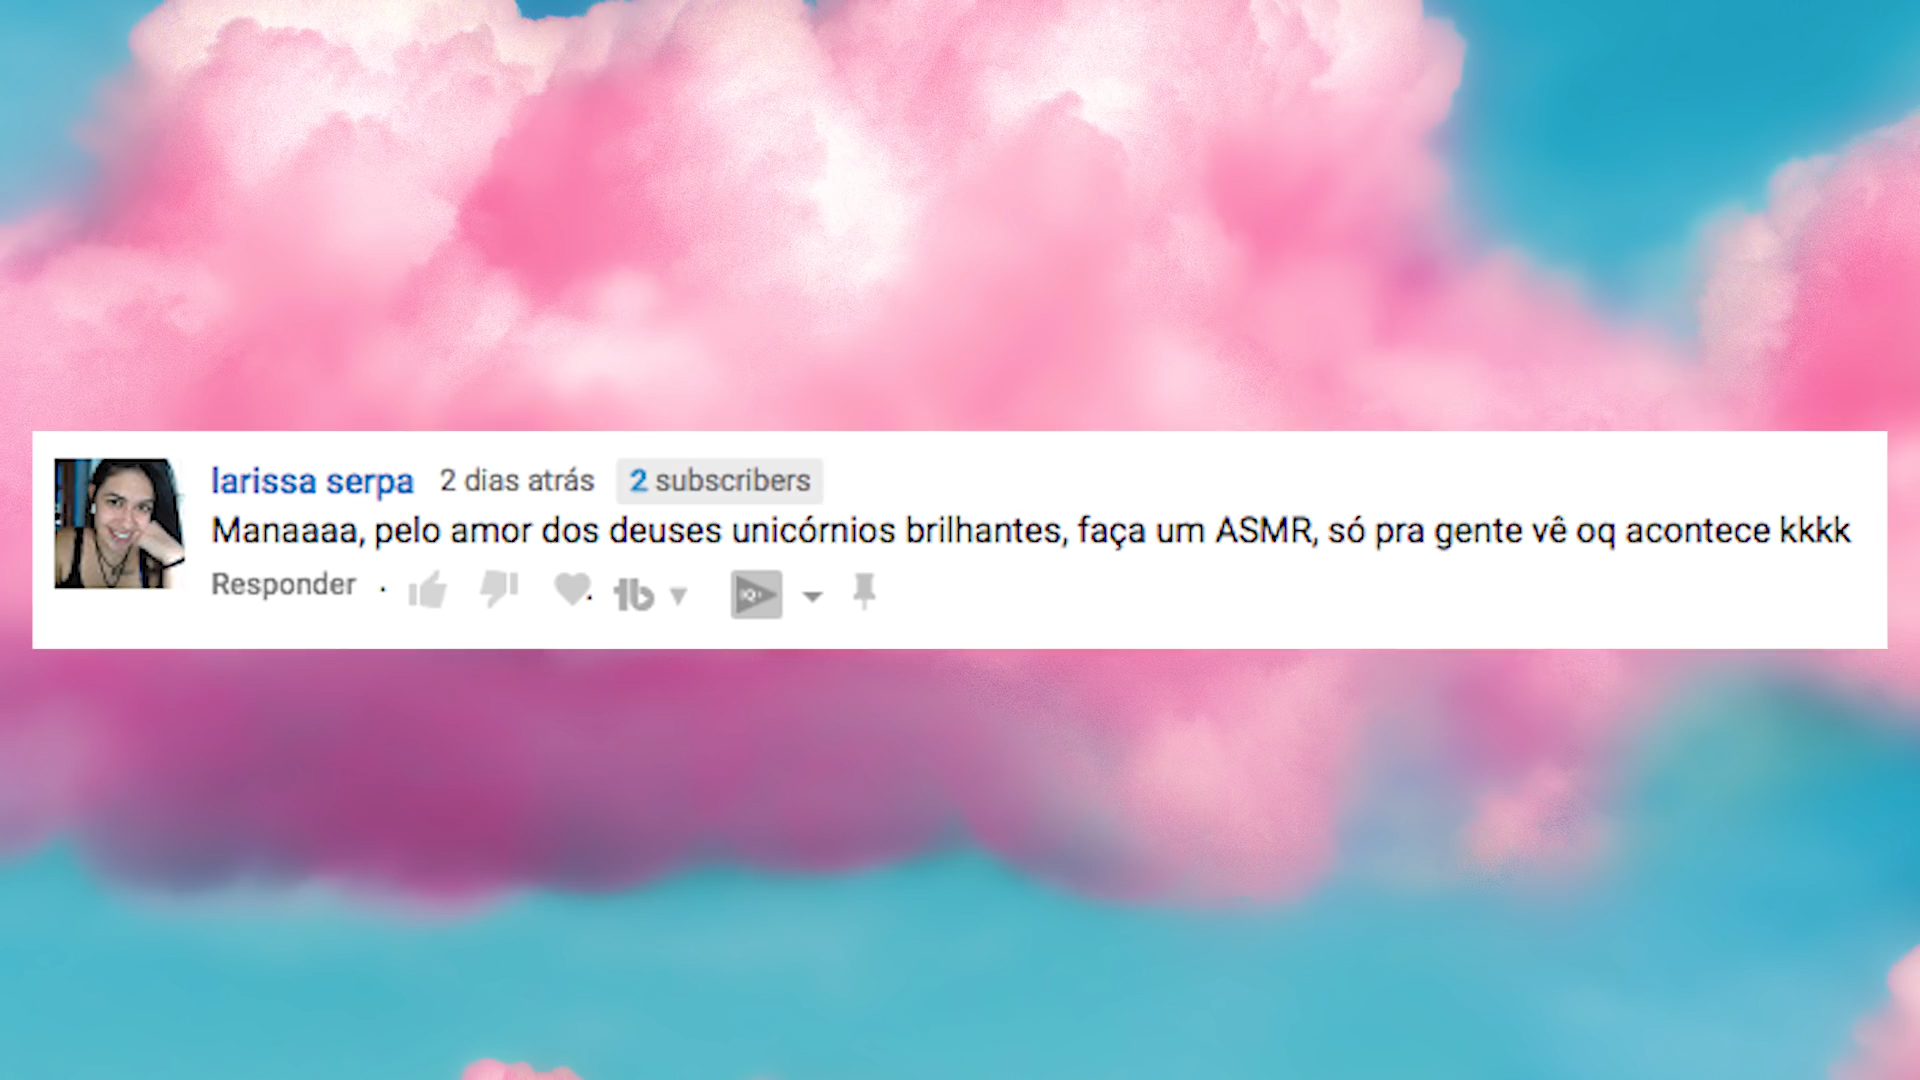 larissa serpa 2 dias atrás 2 subscribers
Manaaaa, pelo amor dos deuses unicórnios brilhantes, faça um ASMR, só pra gente vê oq acontece kkkk
Responder .